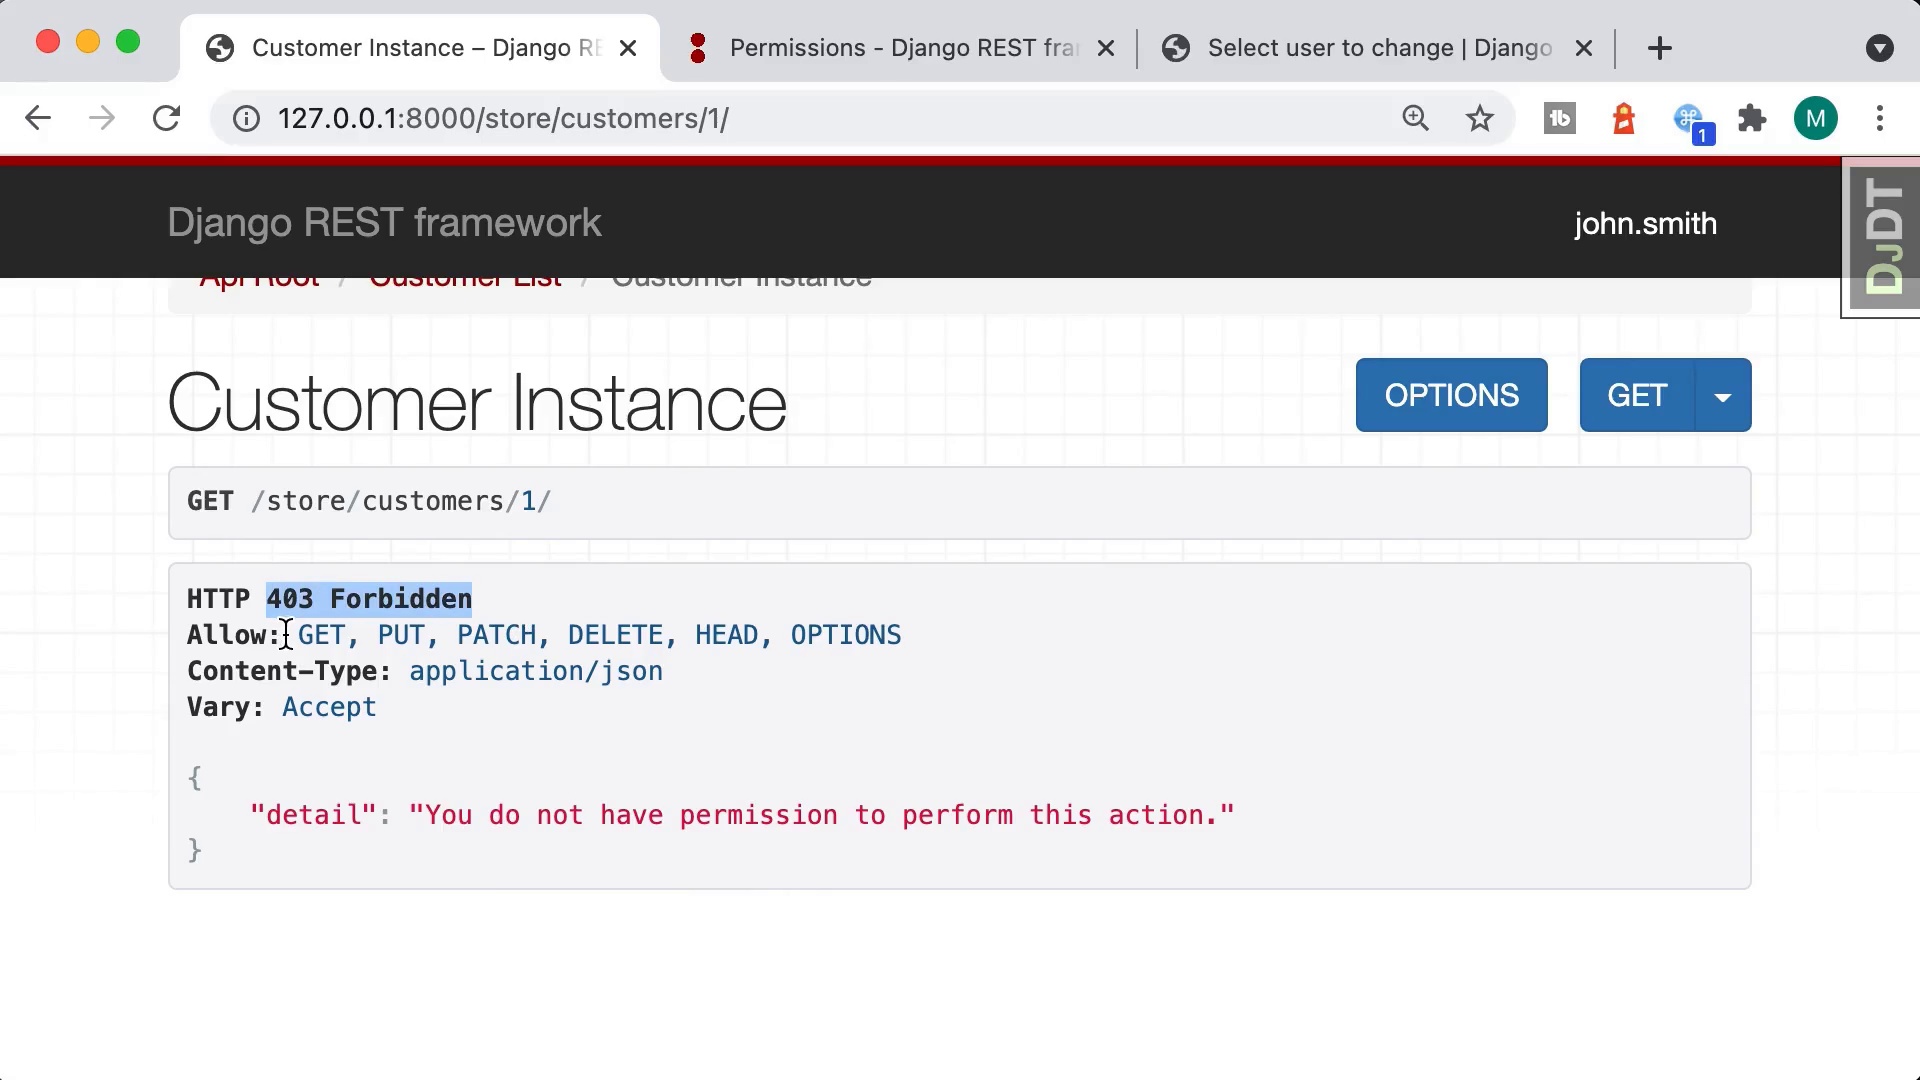 Customer Instance – Django RE
Permissions - Django REST fra
Select user to change | Django
127.0.0.1:8000/store/customers/1/
1
M
Django REST framework
john.smith
DJDT
Api Root / Customer List / Customer Instance
Customer Instance
OPTIONS
GET
GET /store/customers/1/
HTTP 403 Forbidden
Allow: GET, PUT, PATCH, DELETE, HEAD, OPTIONS
Content-Type: application/json
Vary: Accept
{
"detail": "You do not have permission to perform this action."
}